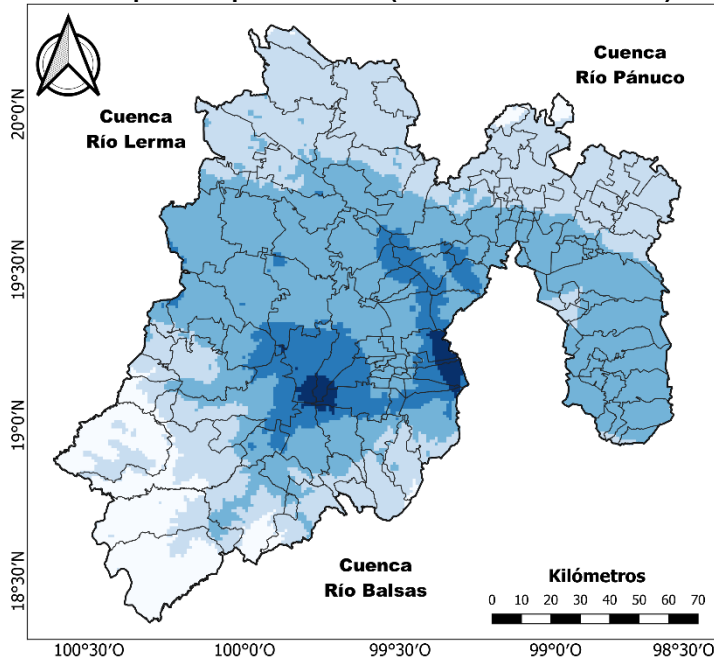 Cuenca
Río Pánuco
Cuenca
Río Lerma
20°0'N
19°30'N
19°0'N
18°30'N
Cuenca
Río Balsas
Kilómetros
0 10 20 30 40 50 60 70
100°30'O 100°0'O 99°30'O 99°0'O 98°30'O